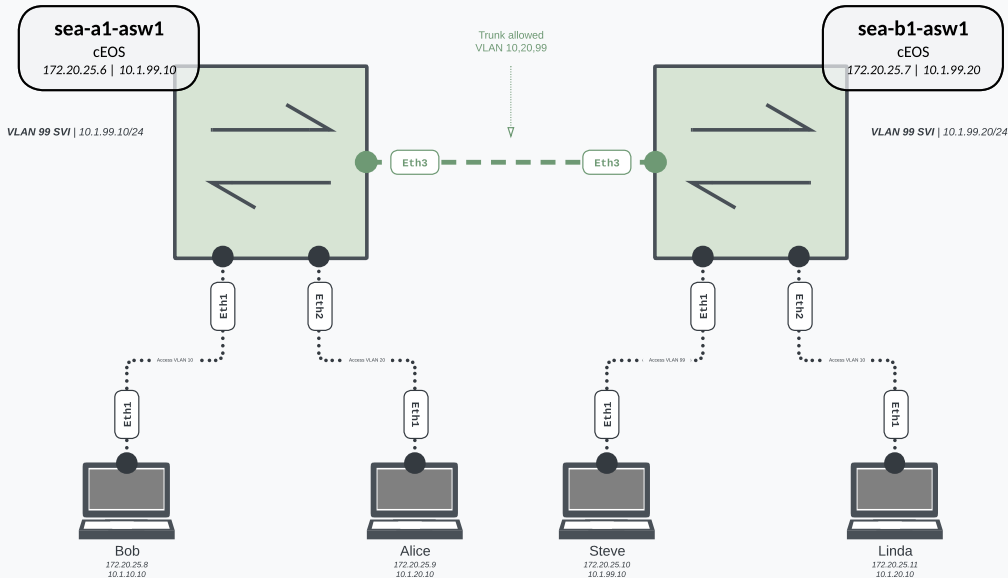 sea-a1-asw1
cEOS
172.20.25.6 | 10.1.99.10
sea-b1-asw1
cEOS
172.20.25.7 | 10.1.99.20
Trunk allowed
VLAN 10,20,99
VLAN 99 SVI | 10.1.99.10/24
VLAN 99 SVI | 10.1.99.20/24
Eth3
Eth3
Eth1
Eth2
Eth1
Eth2
Access VLAN 10
Access VLAN 20
Access VLAN 99
Access VLAN 10
Eth1
Eth1
Eth1
Eth1
Bob
172.20.25.8
10.1.10.10
Alice
172.20.25.9
10.1.20.10
Steve
172.20.25.10
10.1.99.10
Linda
172.20.25.11
10.1.20.10